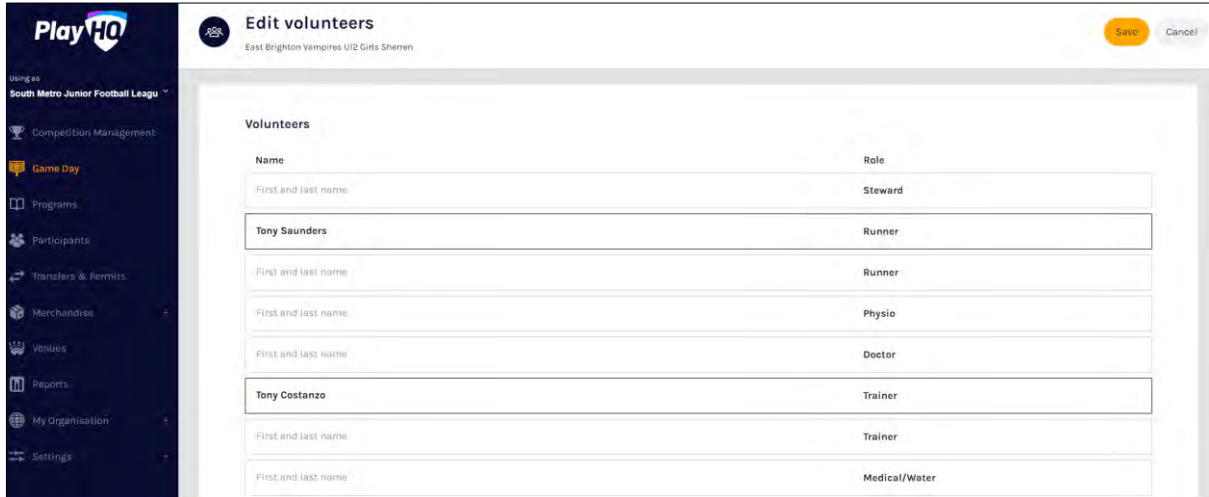 PlayHQ
Using as
South Metro Junior Football Leagu
Competition Management
Game Day
Programs
Participants
Transfers & Permits
Merchandise +
Venues
Reports
My Organisation +
Settings +
Edit volunteers
East Brighton Vampires U12 Girls Sherren
Save Cancel
Volunteers
Name Role
First and last name Steward
Tony Saunders Runner
First and last name Runner
First and last name Physio
First and last name Doctor
Tony Costanzo Trainer
First and last name Trainer
First and last name Medical/Water